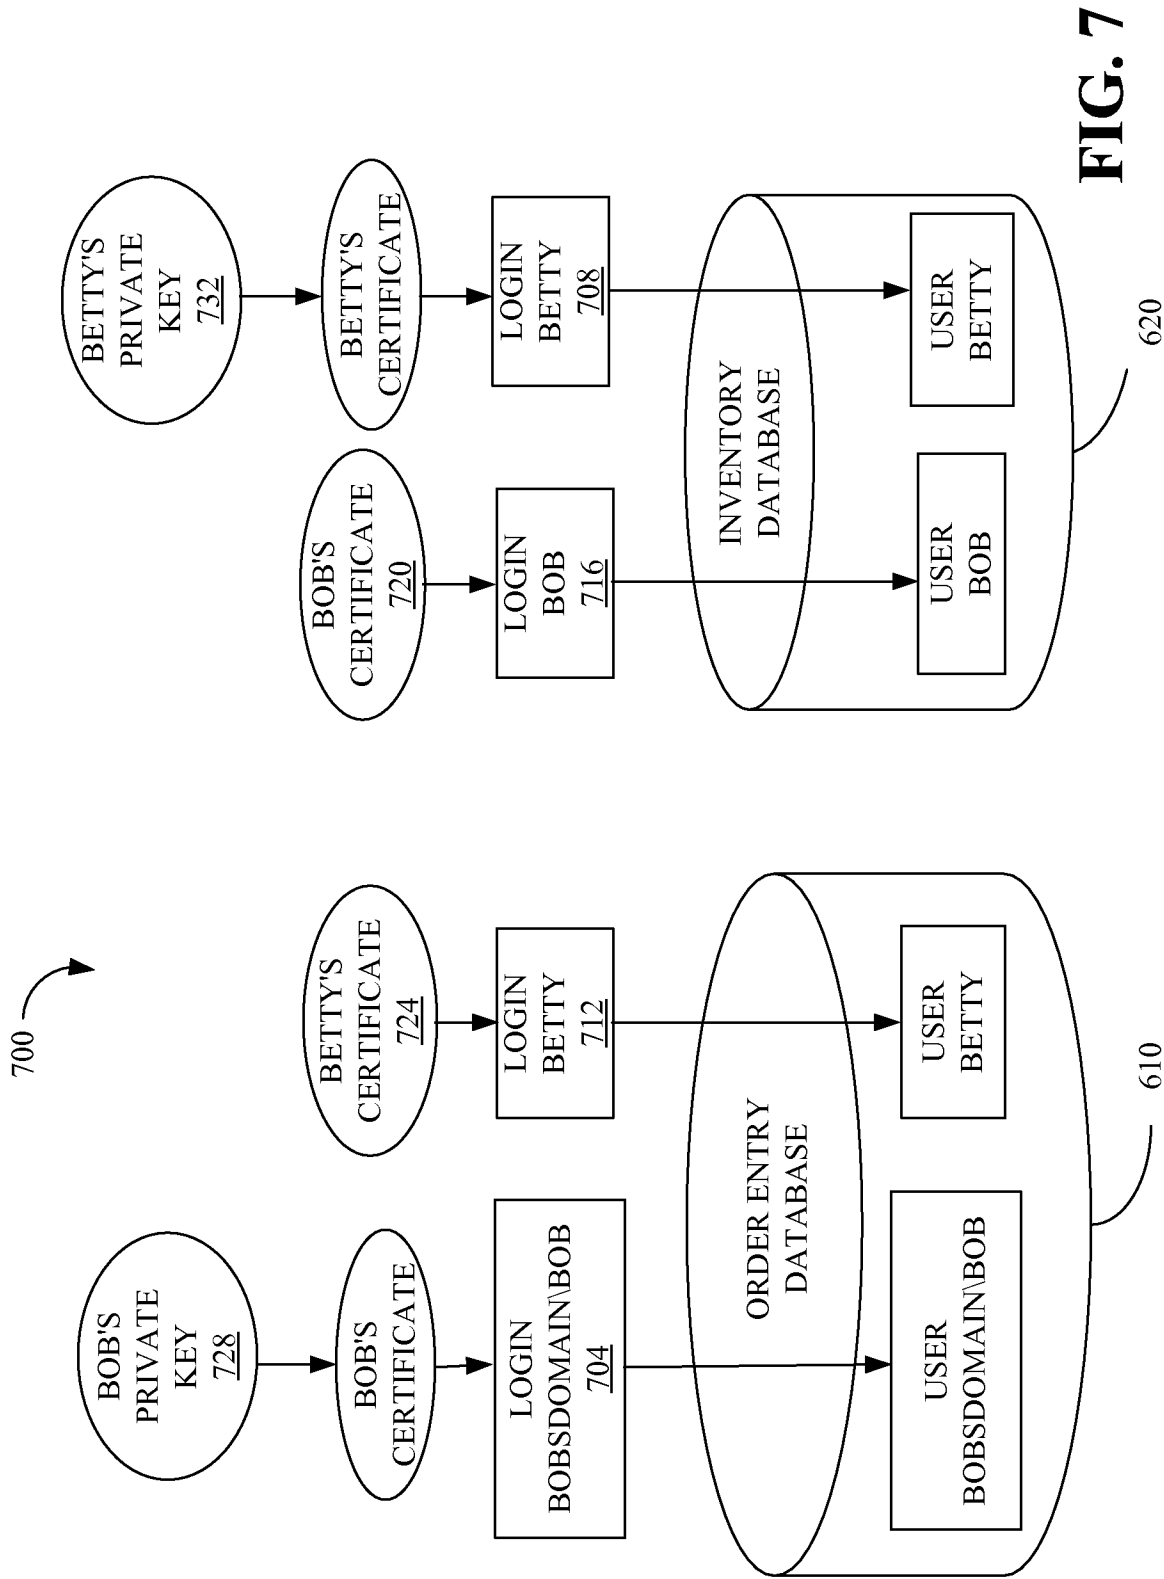 700
BOB'S
PRIVATE
KEY
728
BOB'S
CERTIFICATE
LOGIN
BOBSDOMAIN\BOB
704
BETTY'S
CERTIFICATE
724
LOGIN
BETTY
712
ORDER ENTRY
DATABASE
USER
BOBSDOMAIN\BOB
USER
BETTY
610
BOB'S
CERTIFICATE
720
LOGIN
BOB
716
BETTY'S
PRIVATE
KEY
732
BETTY'S
CERTIFICATE
LOGIN
BETTY
708
INVENTORY
DATABASE
USER
BOB
USER
BETTY
620
FIG. 7